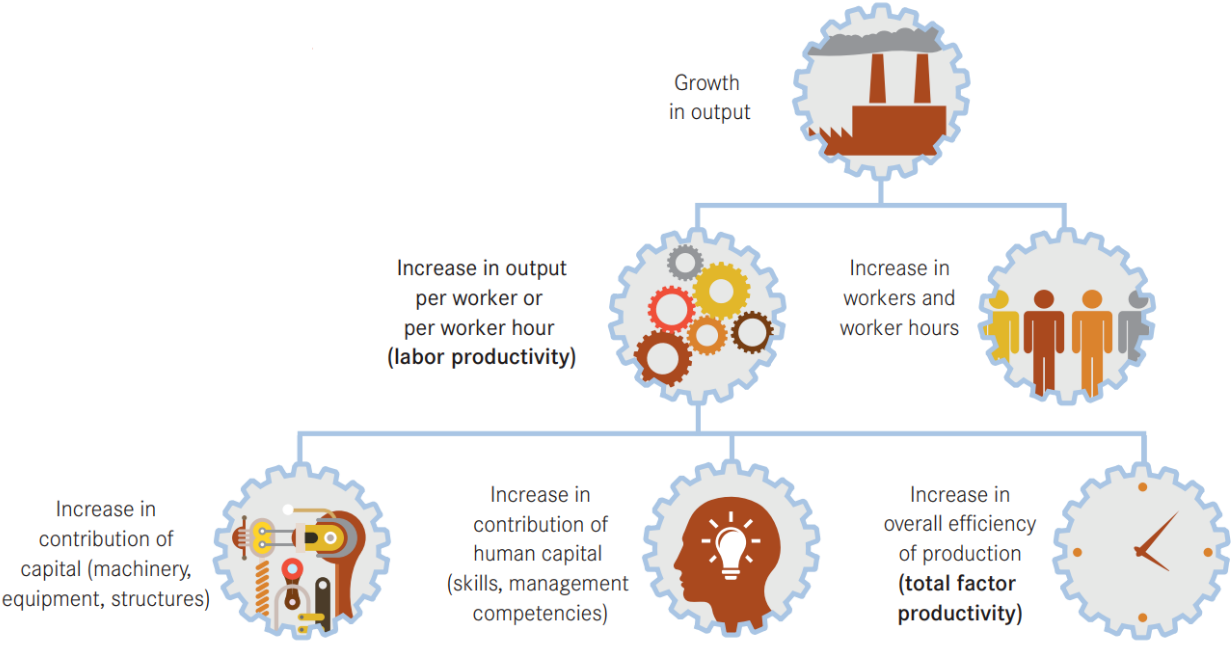 Growth
in output
Increase in output
per worker or
per worker hour
(labor productivity)
Increase in
workers and
worker hours
Increase in
contribution of
capital (machinery,
equipment, structures)
Increase in
contribution of
human capital
(skills, management
competencies)
Increase in
overall efficiency
of production
(total factor
productivity)